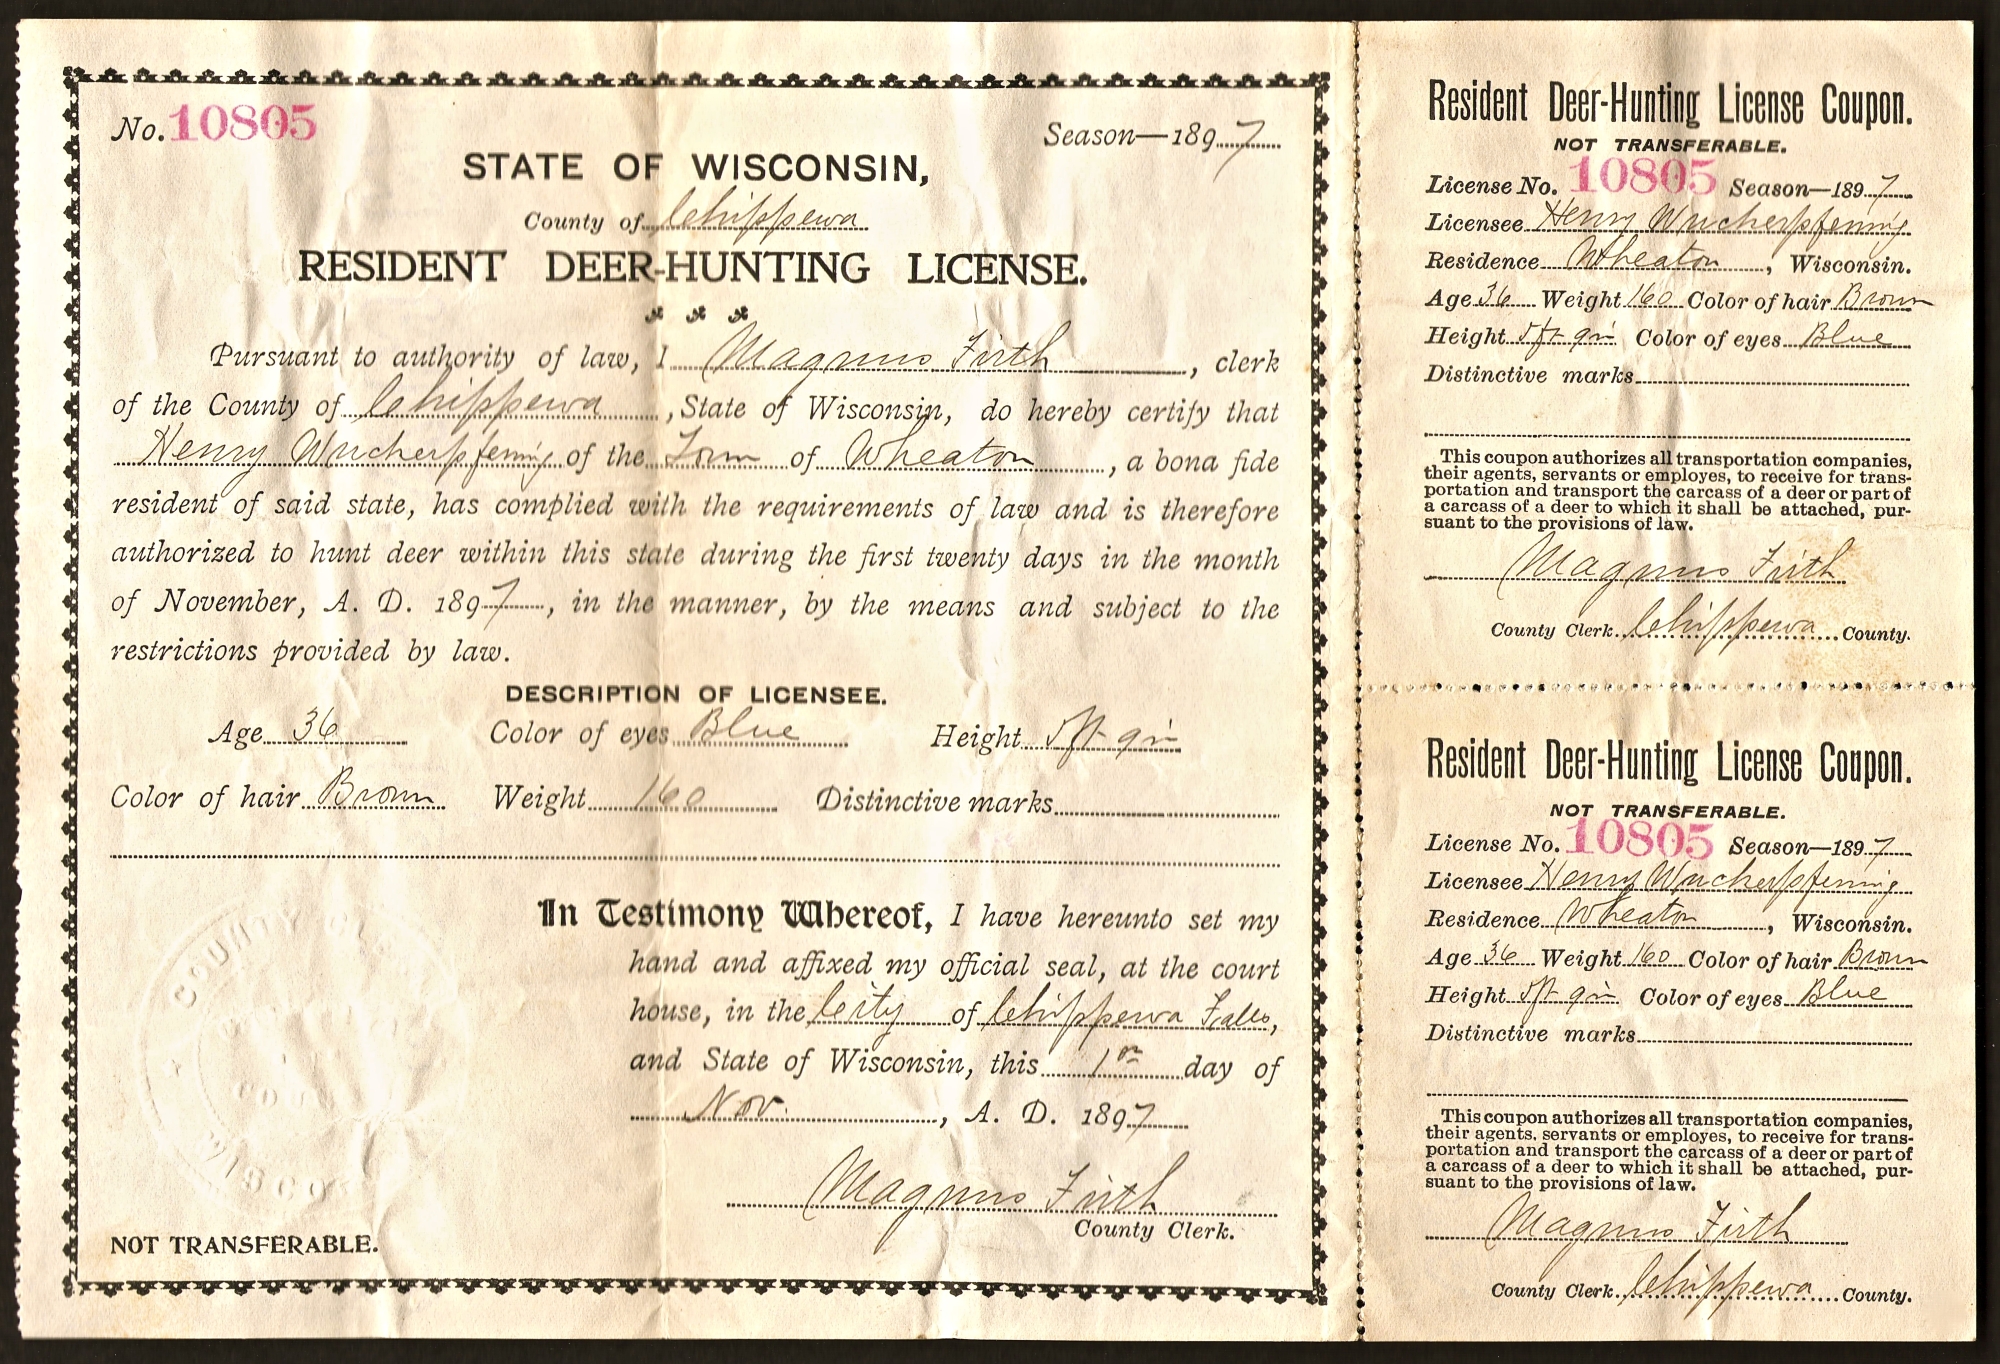 No. 10805
Season—1897
STATE OF WISCONSIN,
County of Chippewa
RESIDENT DEER-HUNTING LICENSE.
Pursuant to authority of law, I Magnus Firth, clerk
of the County of Chippewa, State of Wisconsin, do hereby certify that
Henry Wucherpfennig of the Town of Wheaton, a bona fide
resident of said state, has complied with the requirements of law and is therefore
authorized to hunt deer within this state during the first twenty days in the month
of November, A. D. 1897, in the manner, by the means and subject to the
restrictions provided by law.
DESCRIPTION OF LICENSEE.
Age 36 Color of eyes Blue Height 5 ft 9 in
Color of hair Brown Weight 160 Distinctive marks
In Testimony Whereof, I have hereunto set my
hand and affixed my official seal, at the court
house, in the City of Chippewa Falls,
and State of Wisconsin, this 1st day of
Nov., A. D. 1897
Magnus Firth
County Clerk.
COUNTY
WISCO
NOT TRANSFERABLE.
Resident Deer-Hunting License Coupon.
NOT TRANSFERABLE.
License No. 10805 Season—1897
Licensee Henry Wucherpfennig
Residence Wheaton, Wisconsin.
Age 36 Weight 160 Color of hair Brown
Height 5 ft 9 in Color of eyes Blue
Distinctive marks
This coupon authorizes all transportation companies,
their agents, servants or employes, to receive for trans-
portation and transport the carcass of a deer or part of
a carcass of a deer to which it shall be attached, pur-
suant to the provisions of law.
Magnus Firth
County Clerk Chippewa County.
Resident Deer-Hunting License Coupon.
NOT TRANSFERABLE.
License No. 10805 Season—1897
Licensee Henry Wucherpfennig
Residence Wheaton, Wisconsin.
Age 36 Weight 160 Color of hair Brown
Height 5 ft 9 in Color of eyes Blue
Distinctive marks
This coupon authorizes all transportation companies,
their agents, servants or employes, to receive for trans-
portation and transport the carcass of a deer or part of
a carcass of a deer to which it shall be attached, pur-
suant to the provisions of law.
Magnus Firth
County Clerk Chippewa County.